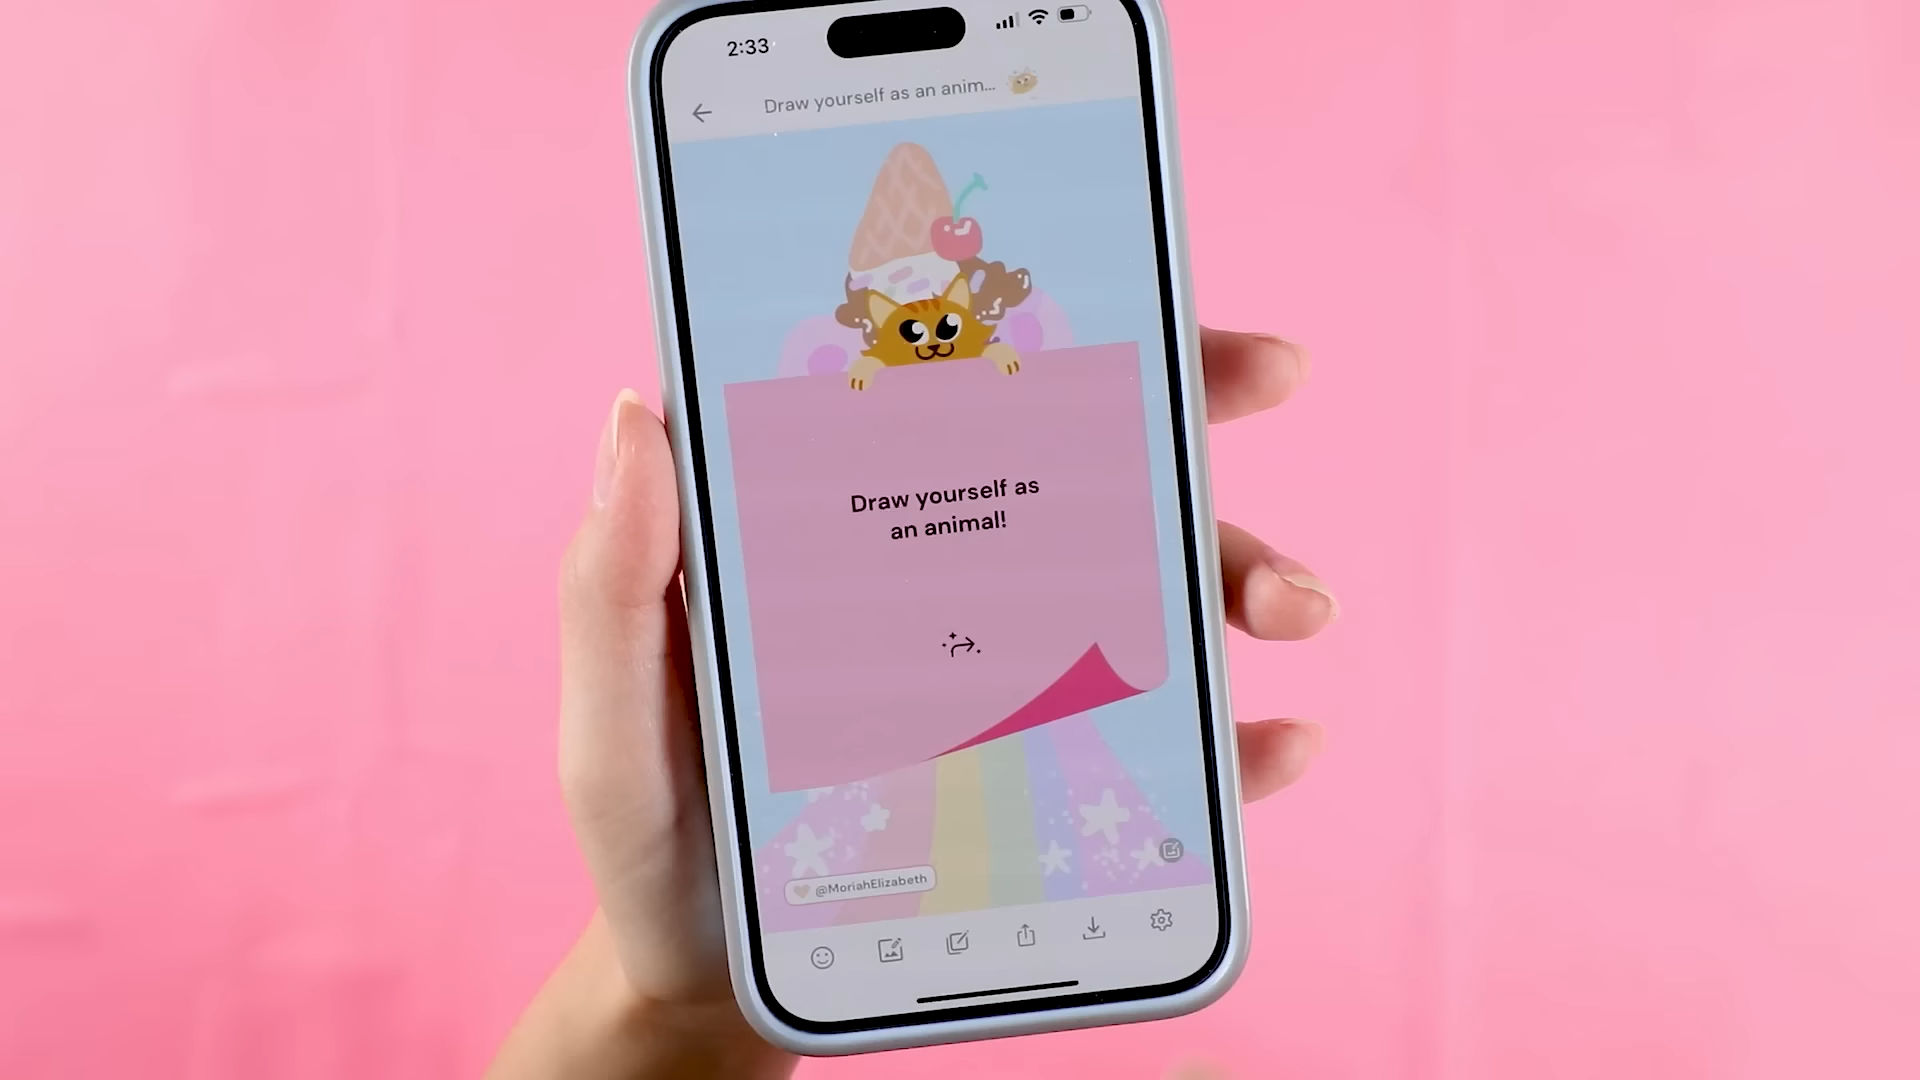 2:33
Draw yourself as an anim...
Draw yourself as
an animal!
@MoriahElizabeth